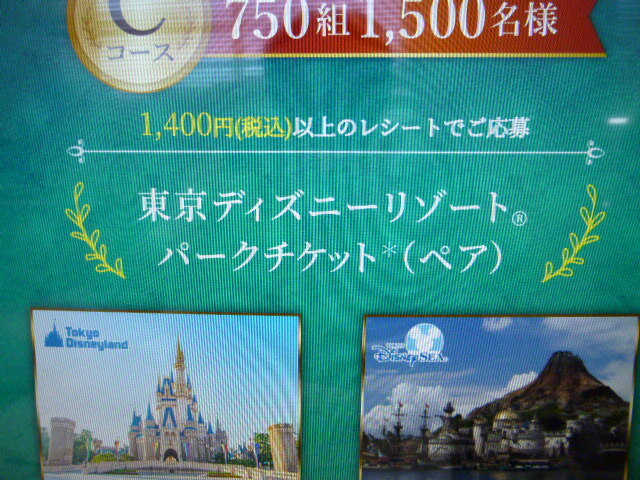 C
コース
750組1,500名様
1,400円(税込)以上のレシートでご応募
東京ディズニーリゾート®
パークチケット*(ペア)
Tokyo
Disneyland
TOKYO
DisneySEA